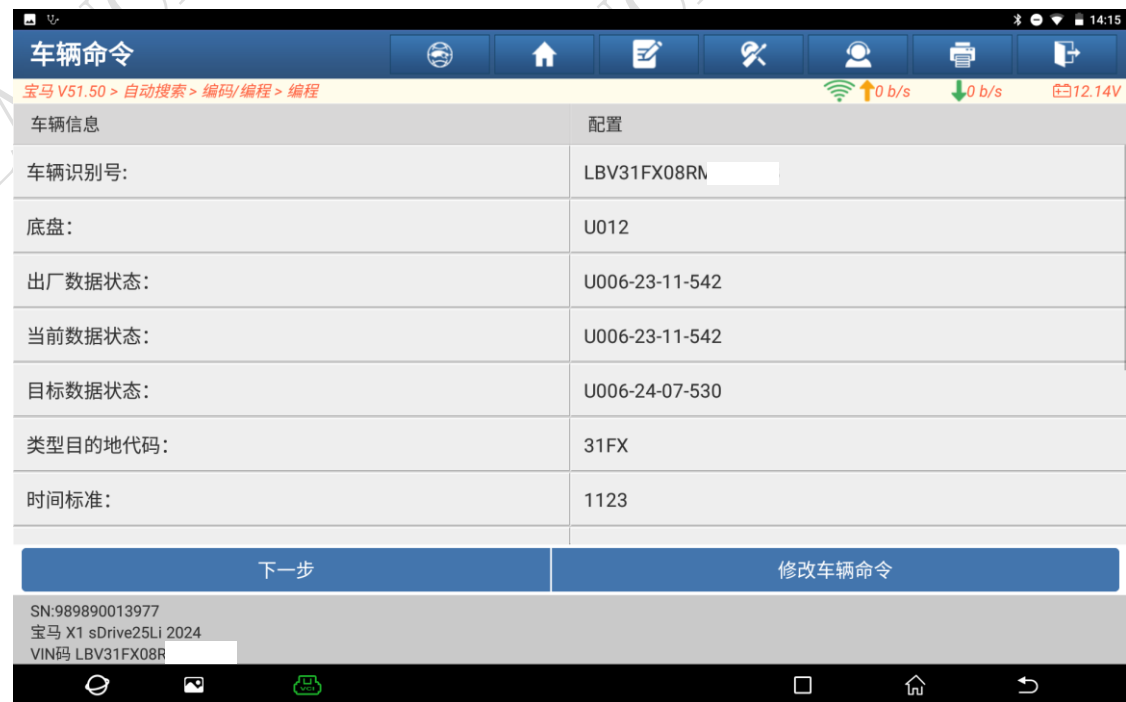 14:15
车辆命令
宝马 V51.50 > 自动搜索 > 编码/编程 > 编程 0 b/s 0 b/s 12.14V
车辆信息 配置
车辆识别号: LBV31FX08RM
底盘: U012
出厂数据状态: U006-23-11-542
当前数据状态: U006-23-11-542
目标数据状态: U006-24-07-530
类型目的地代码: 31FX
时间标准: 1123
下一步 修改车辆命令
SN:989890013977
宝马 X1 sDrive25Li 2024
VIN码 LBV31FX08R
VCI